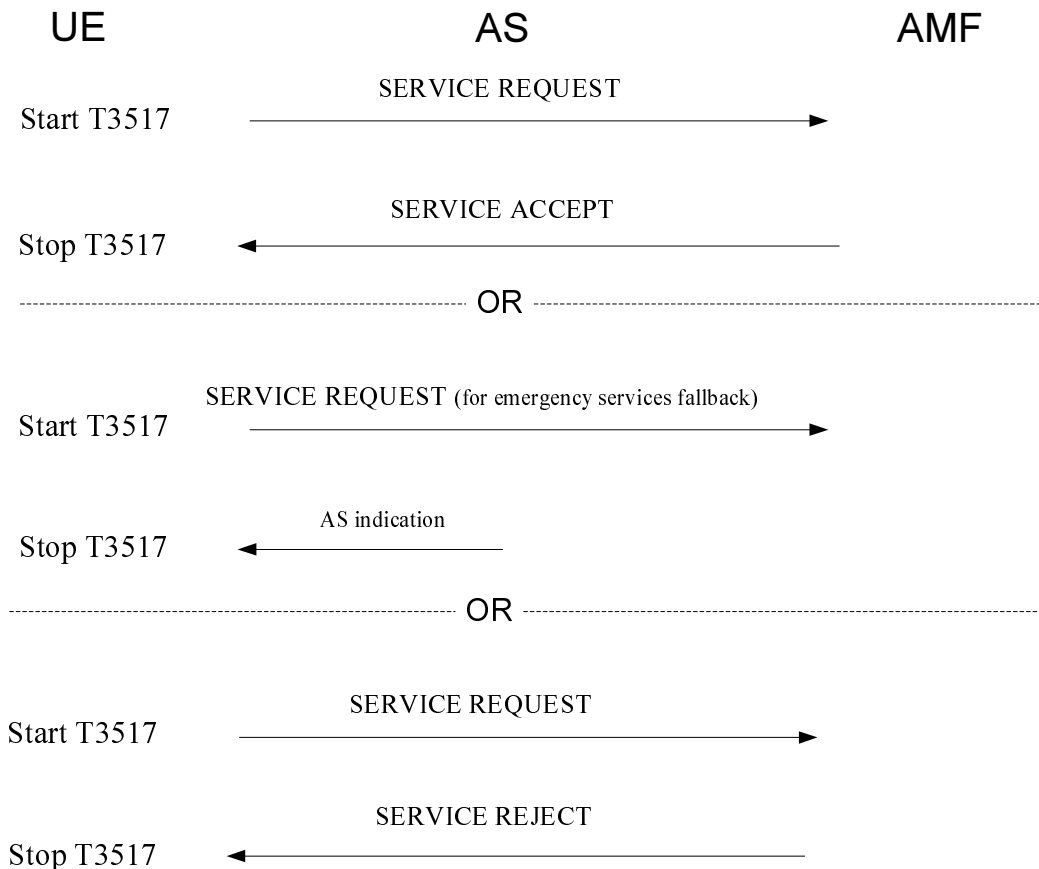 UE AS AMF
SERVICE REQUEST
Start T3517
SERVICE ACCEPT
Stop T3517
OR
SERVICE REQUEST (for emergency services fallback)
Start T3517
AS indication
Stop T3517
OR
SERVICE REQUEST
Start T3517
SERVICE REJECT
Stop T3517